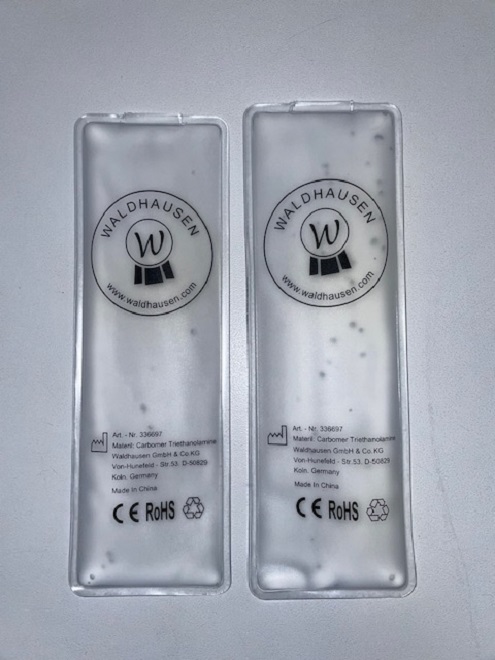 WALDHAUSEN
W
www.waldhausen.com
Art. - Nr. 336697
Materil: Carbomer Triethanolamine
Waldhausen GmbH & Co.KG
Von-Hunefeld - Str.53. D-50829
Koln. Germany
Made In China
CE RoHS
WALDHAUSEN
W
www.waldhausen.com
Art. - Nr. 336697
Materil: Carbomer Triethanolamine
Waldhausen GmbH & Co.KG
Von-Hunefeld - Str.53. D-50829
Koln. Germany
Made In China
CE RoHS